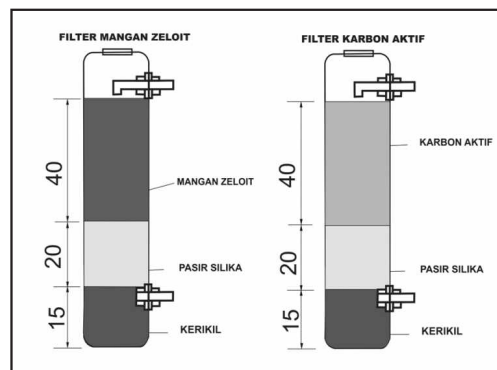 FILTER MANGAN ZELOIT
40
20
15
MANGAN ZELOIT
PASIR SILIKA
KERIKIL
FILTER KARBON AKTIF
40
20
15
KARBON AKTIF
PASIR SILIKA
KERIKIL